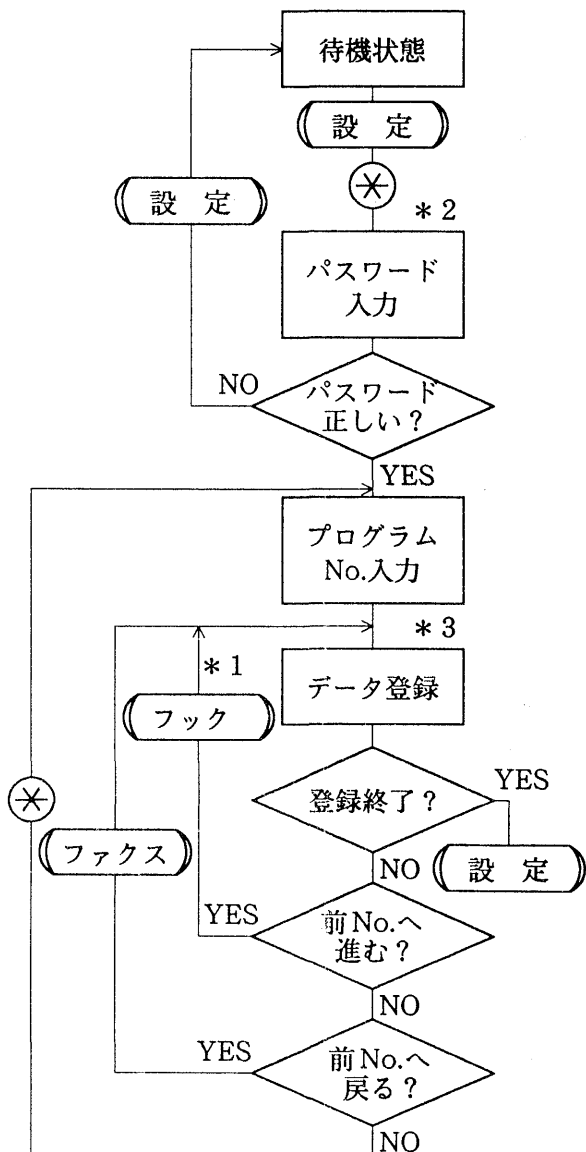 待機状態
設 定
設 定
＊2
パスワード
入力
NO
パスワード
正しい？
YES
プログラム
No.入力
＊3
＊1
フック
データ登録
登録終了？
YES
ファクス
NO
設 定
YES
前No.へ
進む？
NO
YES
前No.へ
戻る？
NO